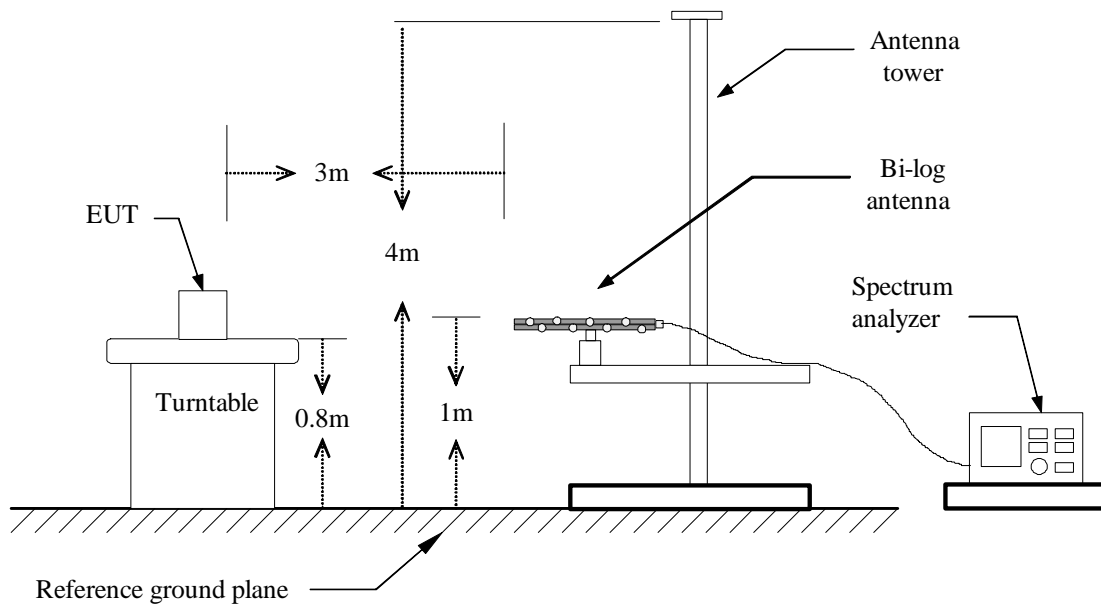 Antenna
tower
3m
Bi-log
antenna
EUT
4m
Spectrum
analyzer
Turntable
0.8m
1m
Reference ground plane